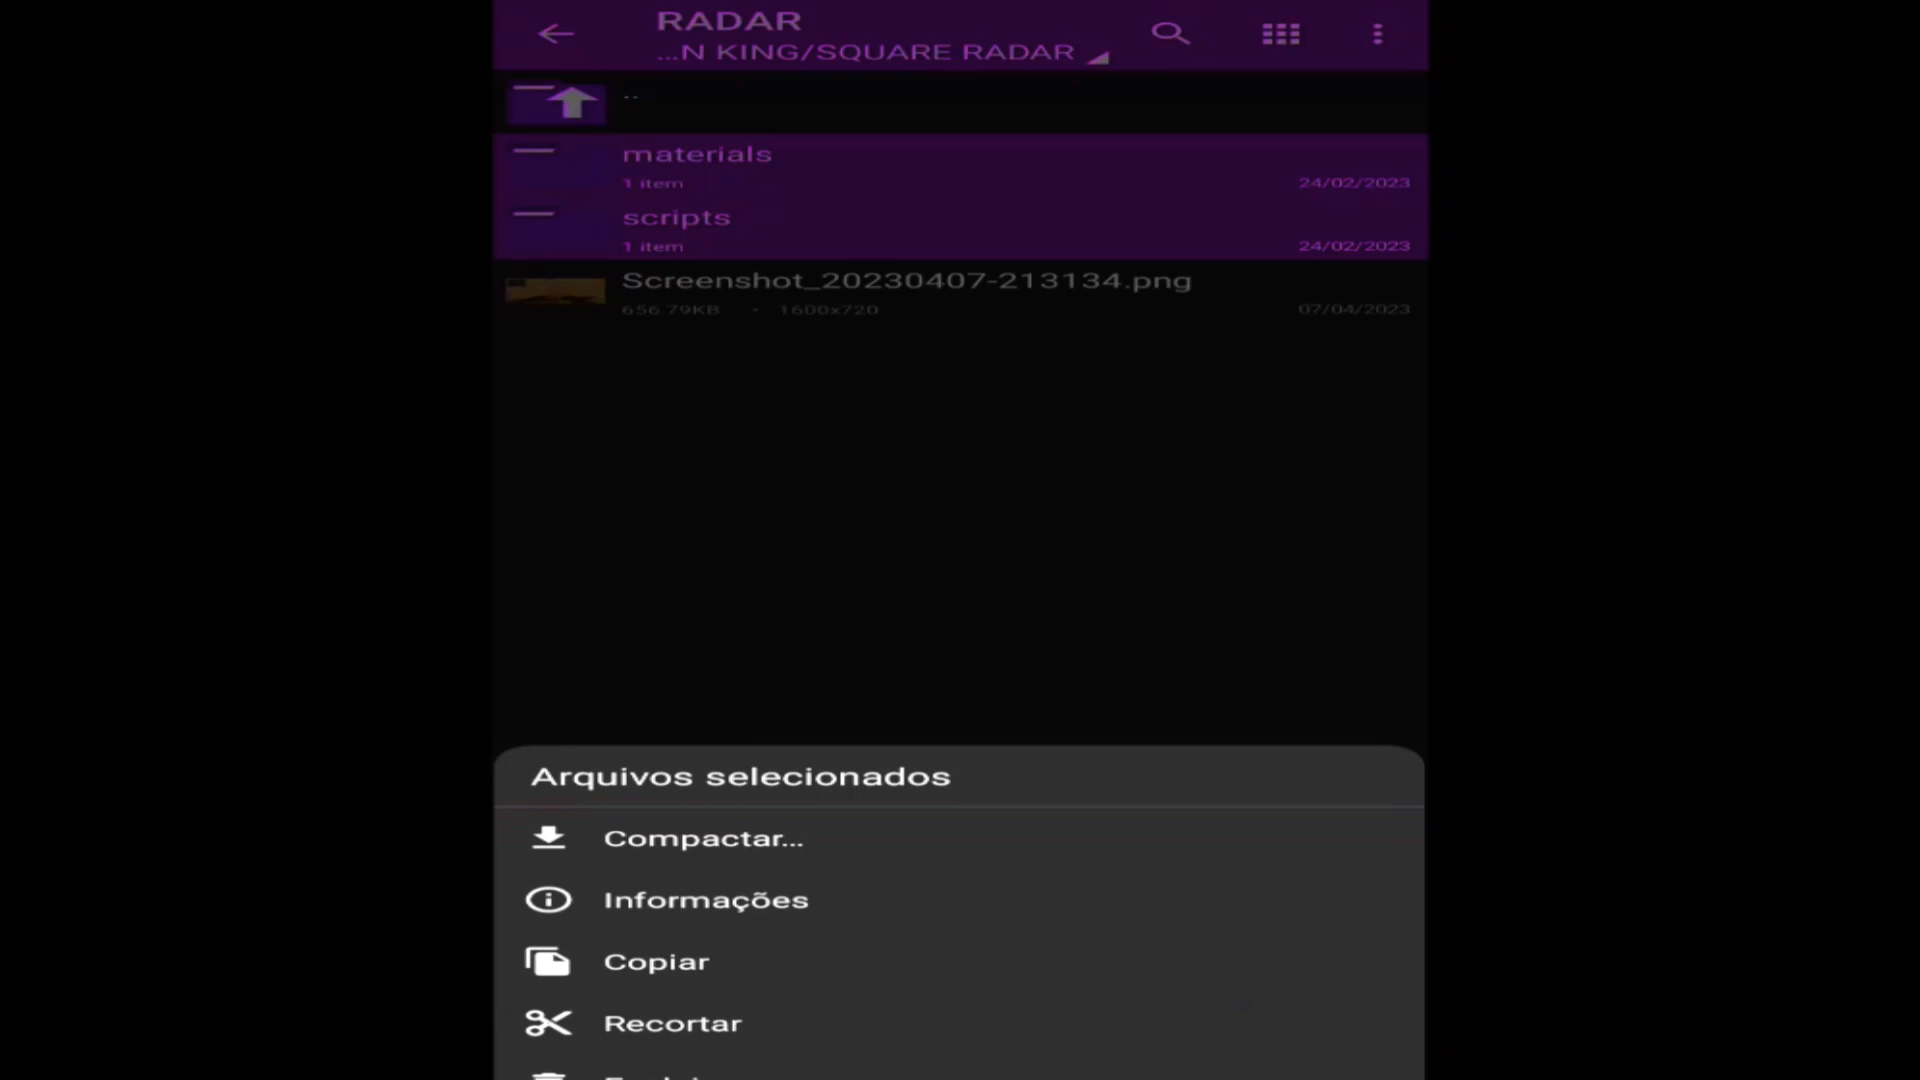 RADAR
...N KING/SQUARE RADAR
..
materials
1 item
24/02/2023
scripts
1 item
24/02/2023
Screenshot_20230407-213134.png
656.79KB - 1600x720
07/04/2023
Arquivos selecionados
Compactar...
Informações
Copiar
Recortar